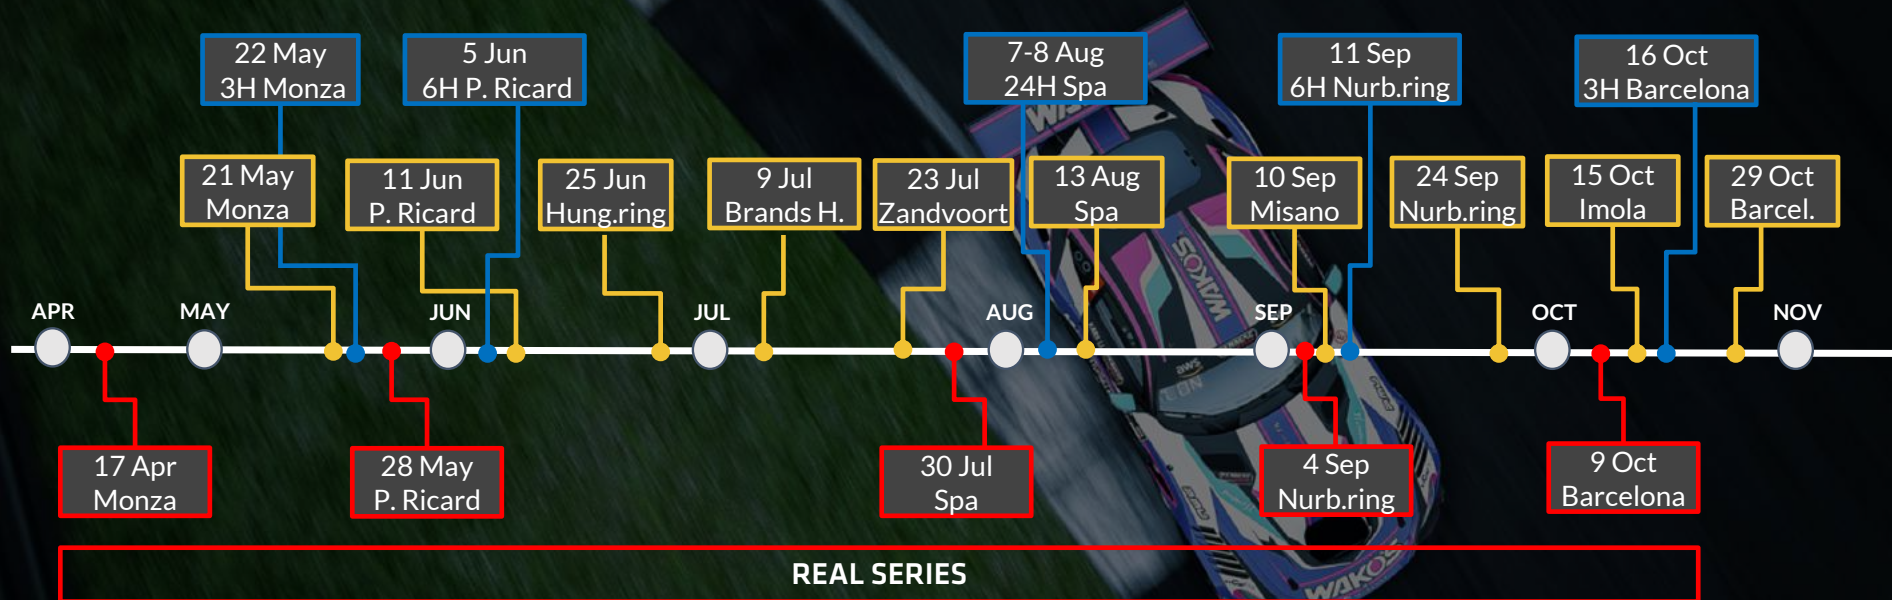 22 May
3H Monza
5 Jun
6H P. Ricard
7-8 Aug
24H Spa
11 Sep
6H Nurb.ring
16 Oct
3H Barcelona
21 May
Monza
11 Jun
P. Ricard
25 Jun
Hung.ring
9 Jul
Brands H.
23 Jul
Zandvoort
13 Aug
Spa
10 Sep
Misano
24 Sep
Nurb.ring
15 Oct
Imola
29 Oct
Barcel.
APR
MAY
JUN
JUL
AUG
SEP
OCT
NOV
17 Apr
Monza
28 May
P. Ricard
30 Jul
Spa
4 Sep
Nurb.ring
9 Oct
Barcelona
REAL SERIES
WAKO'S
aws
WAKO'S